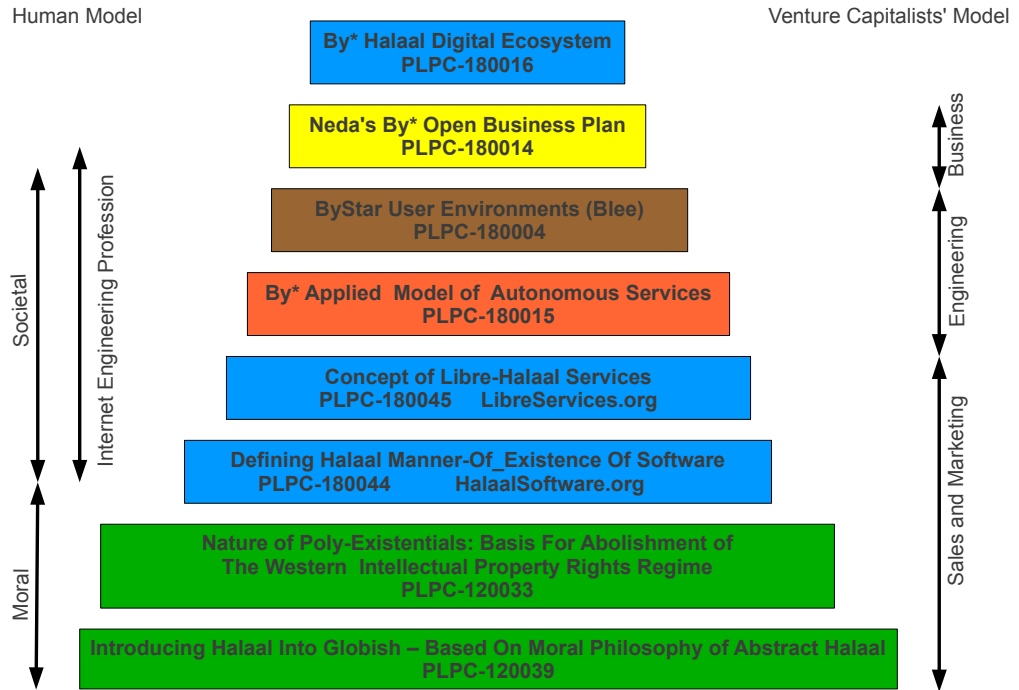 Human Model
Venture Capitalists' Model
By* Halaal Digital Ecosystem
PLPC-180016
Neda's By* Open Business Plan
PLPC-180014
ByStar User Environments (Blee)
PLPC-180004
By* Applied Model of Autonomous Services
PLPC-180015
Concept of Libre-Halaal Services
PLPC-180045 LibreServices.org
Defining Halaal Manner-Of_Existence Of Software
PLPC-180044 HalaalSoftware.org
Nature of Poly-Existentials: Basis For Abolishment of
The Western Intellectual Property Rights Regime
PLPC-120033
Introducing Halaal Into Globish – Based On Moral Philosophy of Abstract Halaal
PLPC-120039
Societal
Moral
Internet Engineering Profession
Business
Engineering
Sales and Marketing